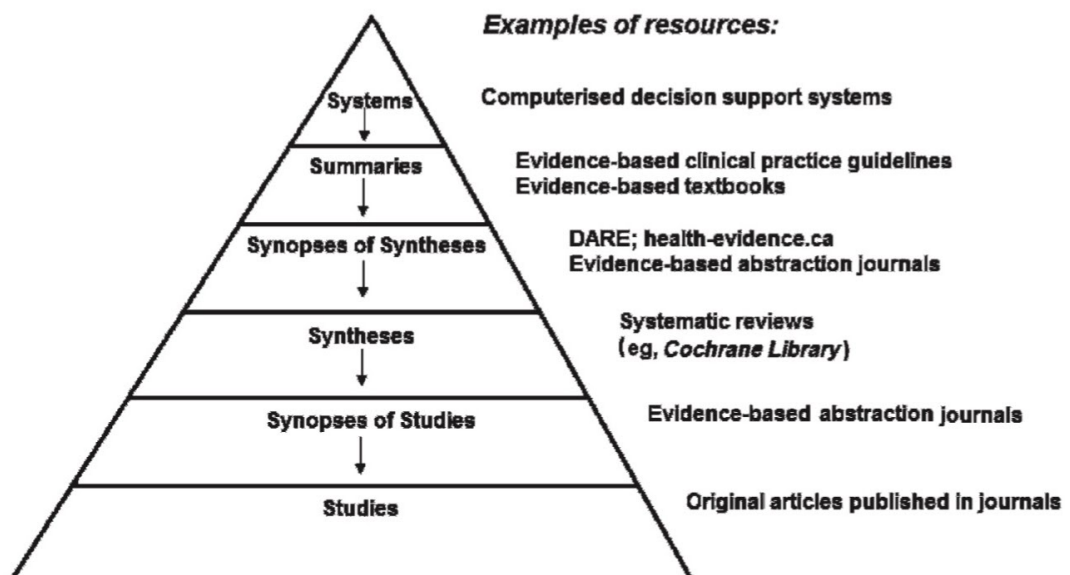 Examples of resources:
Systems
Computerised decision support systems
Summaries
Evidence-based clinical practice guidelines
Evidence-based textbooks
Synopses of Syntheses
DARE; health-evidence.ca
Evidence-based abstraction journals
Syntheses
Systematic reviews
(eg, Cochrane Library)
Synopses of Studies
Evidence-based abstraction journals
Studies
Original articles published in journals